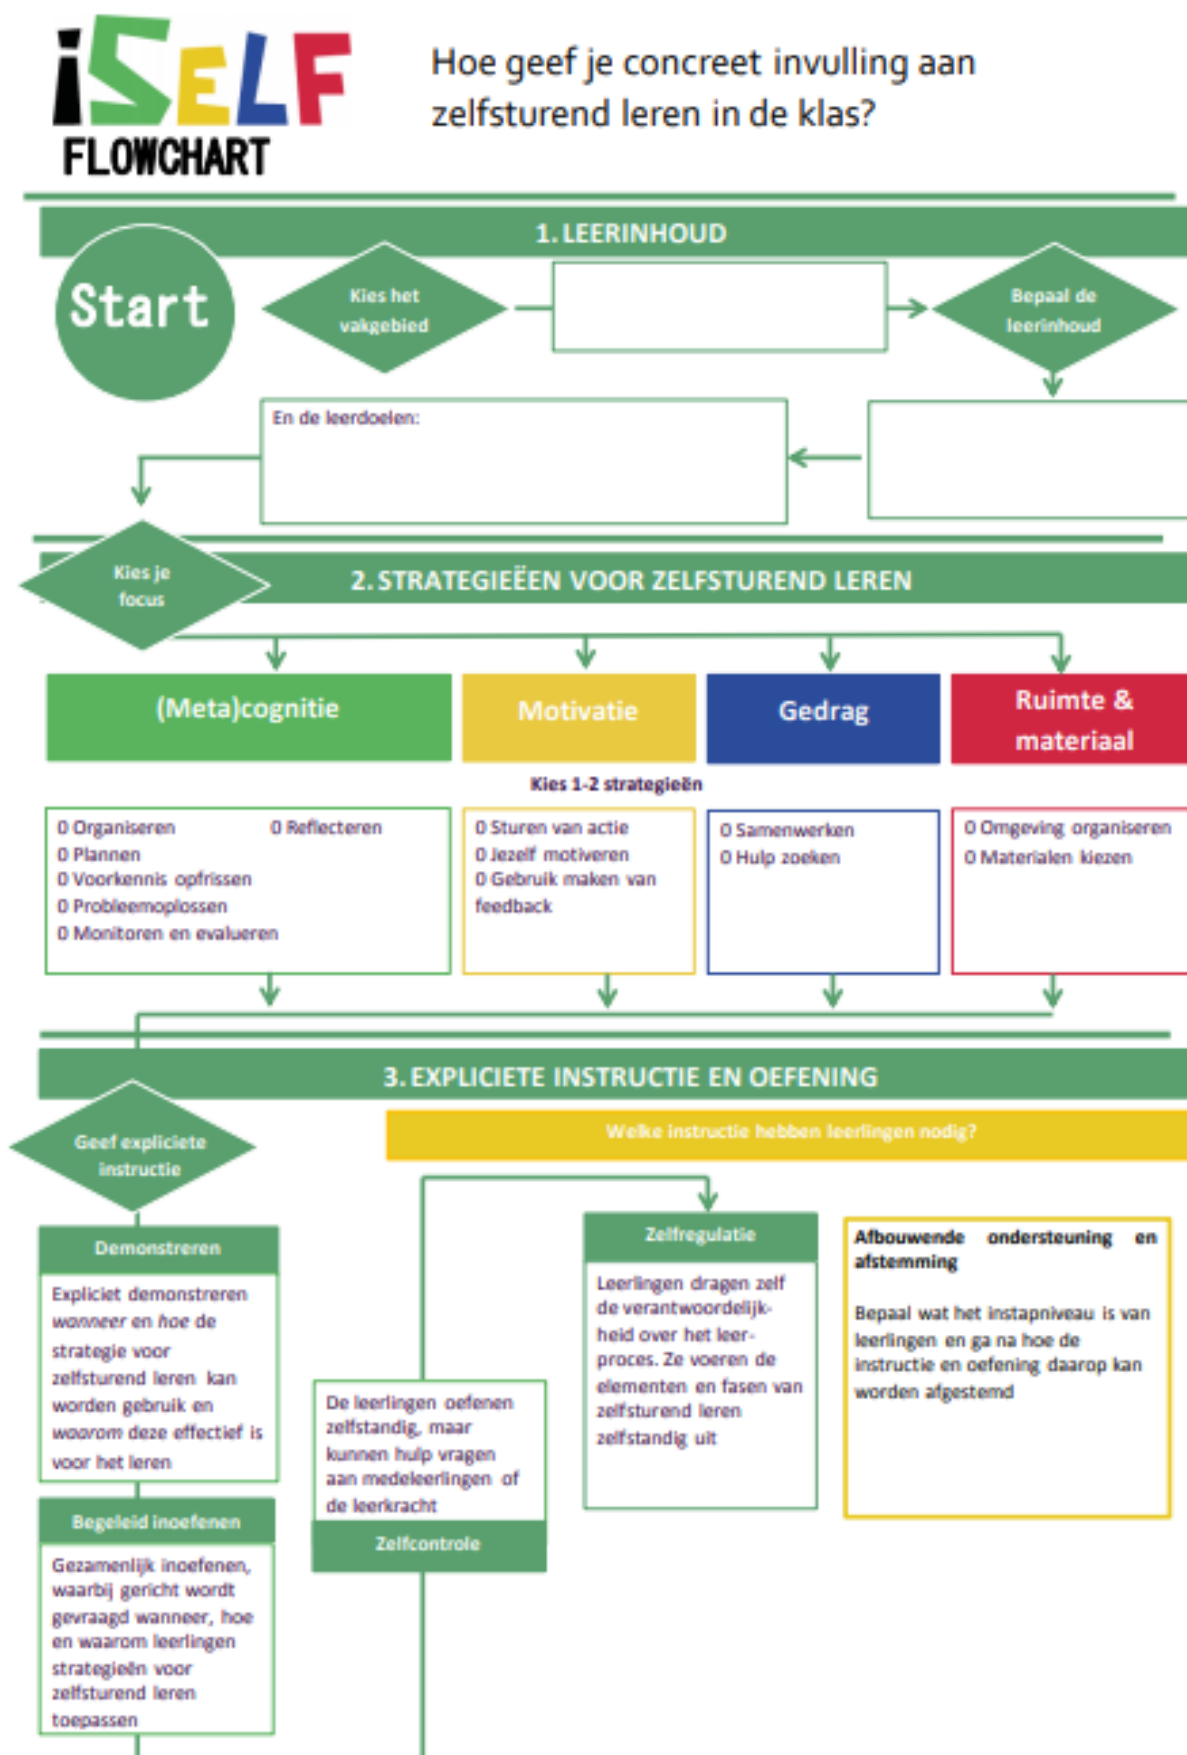 iSELF
FLOWCHART
Hoe geef je concreet invulling aan
zelfsturend leren in de klas?
1. LEERINHOUD
Start
Kies het
vakgebied
Bepaal de
leerinhoud
En de leerdoelen:
Kies je
focus
2. STRATEGIEËEN VOOR ZELFSTUREND LEREN
(Meta)cognitie
Motivatie
Gedrag
Ruimte &
materiaal
Kies 1-2 strategieën
0 Organiseren 0 Reflecteren
0 Plannen
0 Voorkennis opfrissen
0 Probleemoplossen
0 Monitoren en evalueren
0 Sturen van actie
0 Jezelf motiveren
0 Gebruik maken van
feedback
0 Samenwerken
0 Hulp zoeken
0 Omgeving organiseren
0 Materialen kiezen
3. EXPLICIETE INSTRUCTIE EN OEFENING
Geef expliciete
instructie
Welke instructie hebben leerlingen nodig?
Demonstreren
Expliciet demonstreren
wanneer en hoe de
strategie voor
zelfsturend leren kan
worden gebruik en
waarom deze effectief is
voor het leren
Begeleid inoefenen
Gezamenlijk inoefenen,
waarbij gericht wordt
gevraagd wanneer, hoe
en waarom leerlingen
strategieën voor
zelfsturend leren
toepassen
De leerlingen oefenen
zelfstandig, maar
kunnen hulp vragen
aan medeleerlingen of
de leerkracht
Zelfcontrole
Zelfregulatie
Leerlingen dragen zelf
de verantwoordelijk-
heid over het leer-
proces. Ze voeren de
elementen en fasen van
zelfsturend leren
zelfstandig uit
Afbouwende ondersteuning en
afstemming
Bepaal wat het instapniveau is van
leerlingen en ga na hoe de
instructie en oefening daarop kan
worden afgestemd